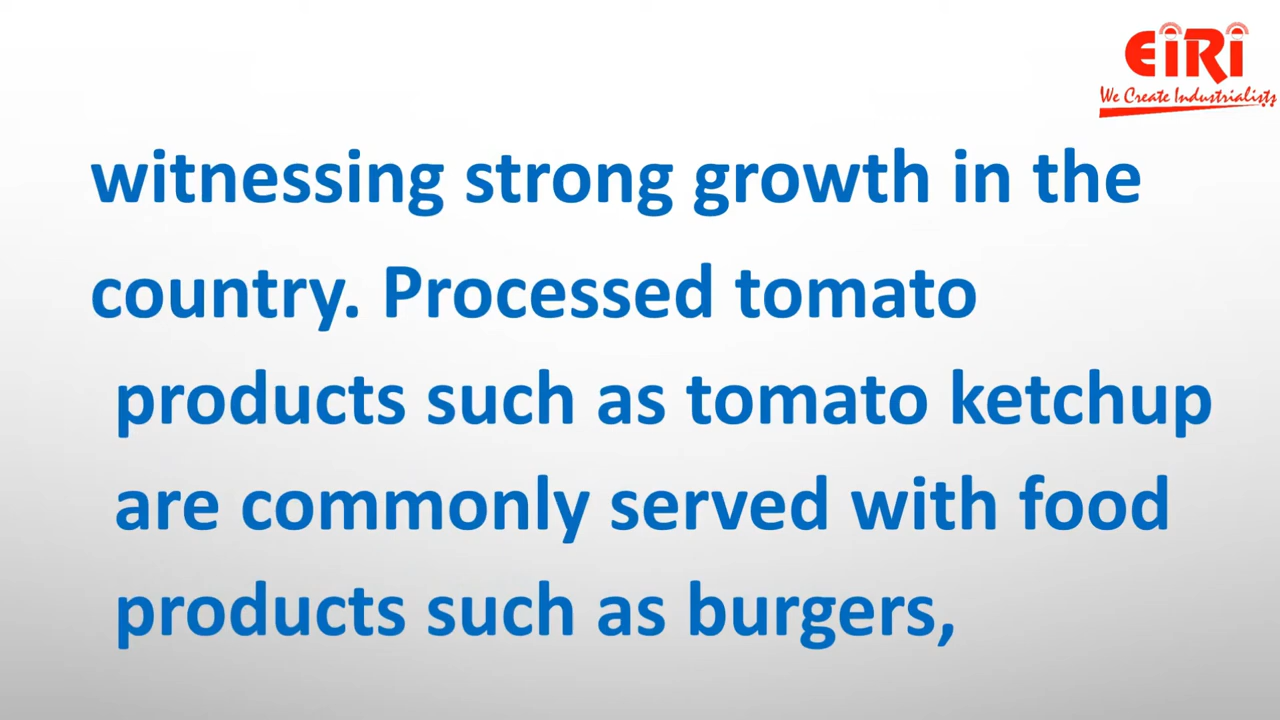 EiRi
We Create Industrialists
witnessing strong growth in the
country. Processed tomato
products such as tomato ketchup
are commonly served with food
products such as burgers,